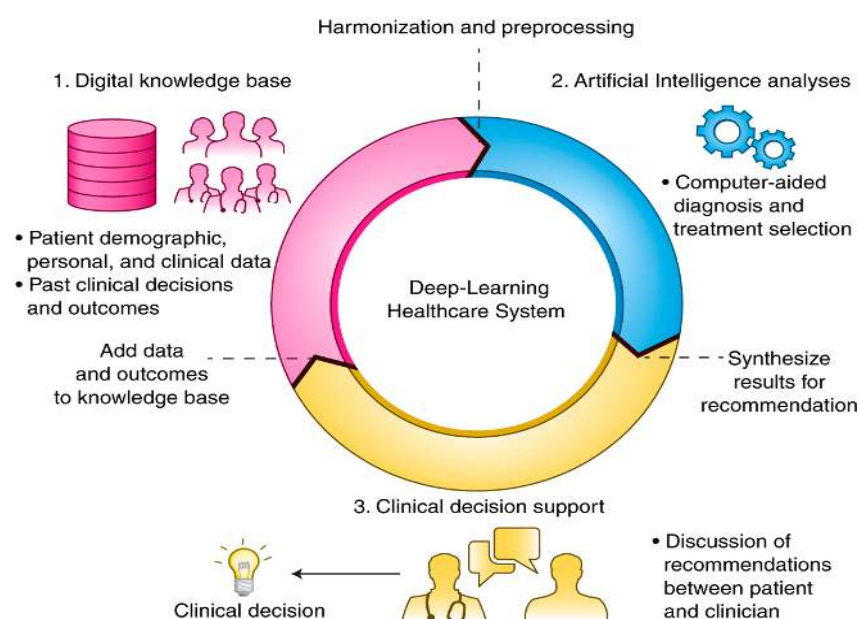 Harmonization and preprocessing
1. Digital knowledge base
2. Artificial Intelligence analyses
• Computer-aided
diagnosis and
treatment selection
• Patient demographic,
personal, and clinical data
• Past clinical decisions
and outcomes
Deep-Learning
Healthcare System
Add data
and outcomes
to knowledge base
Synthesize
results for
recommendation
3. Clinical decision support
• Discussion of
recommendations
between patient
and clinician
Clinical decision